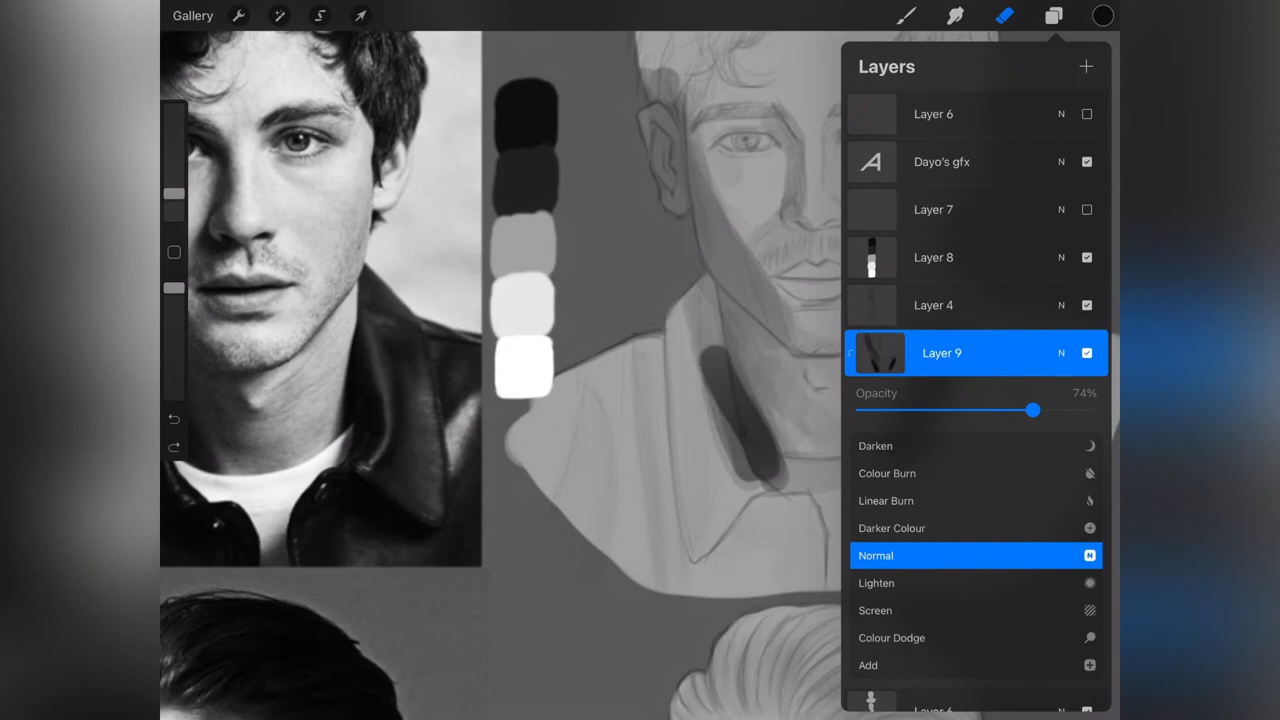 Gallery
Layers
Layer 6 N
Dayo's gfx N
Layer 7 N
Layer 8 N
Layer 4 N
Layer 9 N
Opacity 74%
Darken
Colour Burn
Linear Burn
Darker Colour
Normal N
Lighten
Screen
Colour Dodge
Add
Layer 6